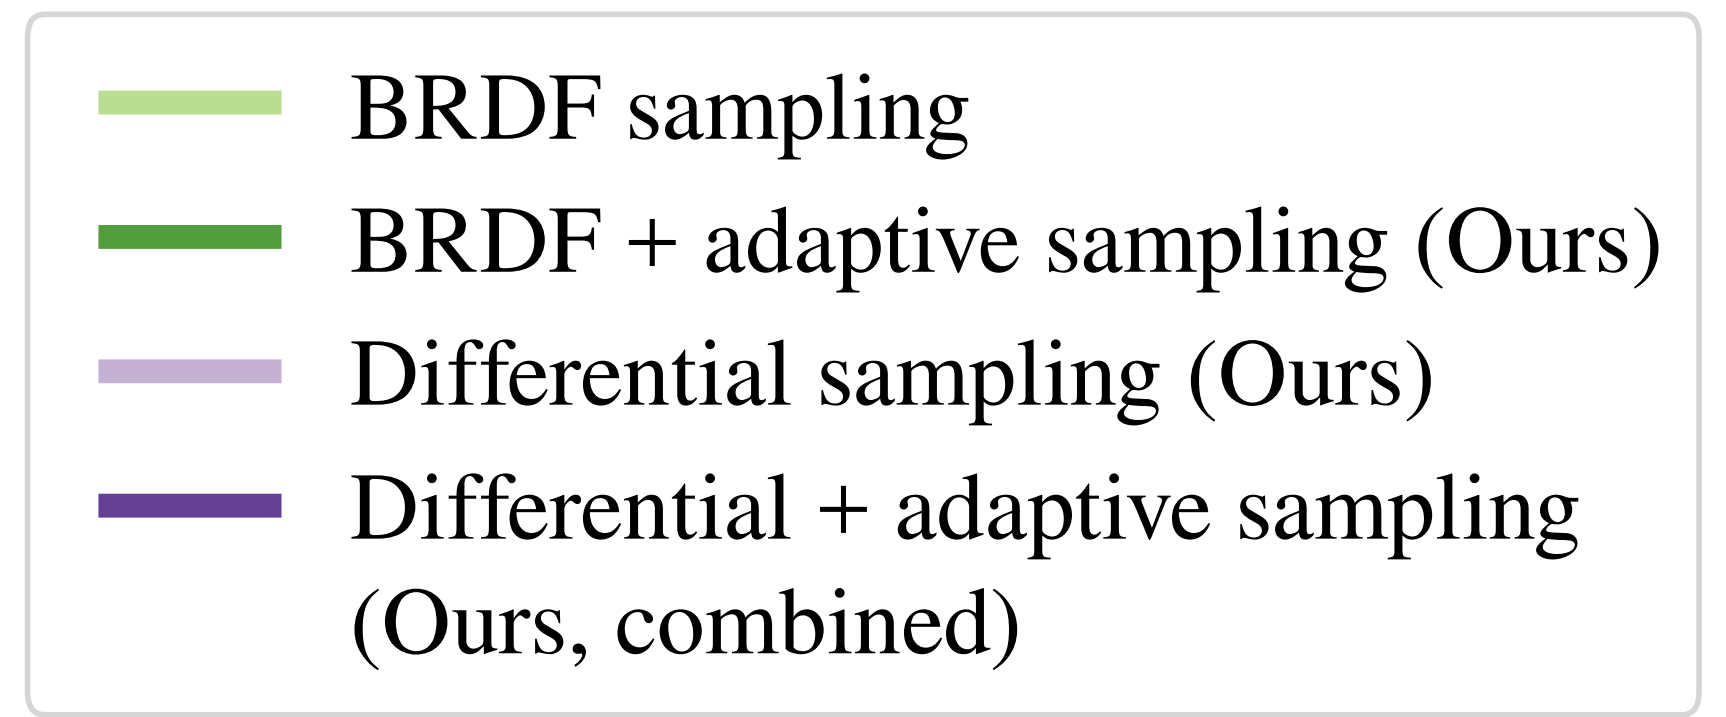 BRDF sampling
BRDF + adaptive sampling (Ours)
Differential sampling (Ours)
Differential + adaptive sampling
(Ours, combined)